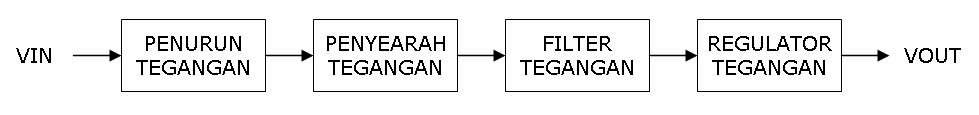 VIN
PENURUN
TEGANGAN
PENYEARAH
TEGANGAN
FILTER
TEGANGAN
REGULATOR
TEGANGAN
VOUT